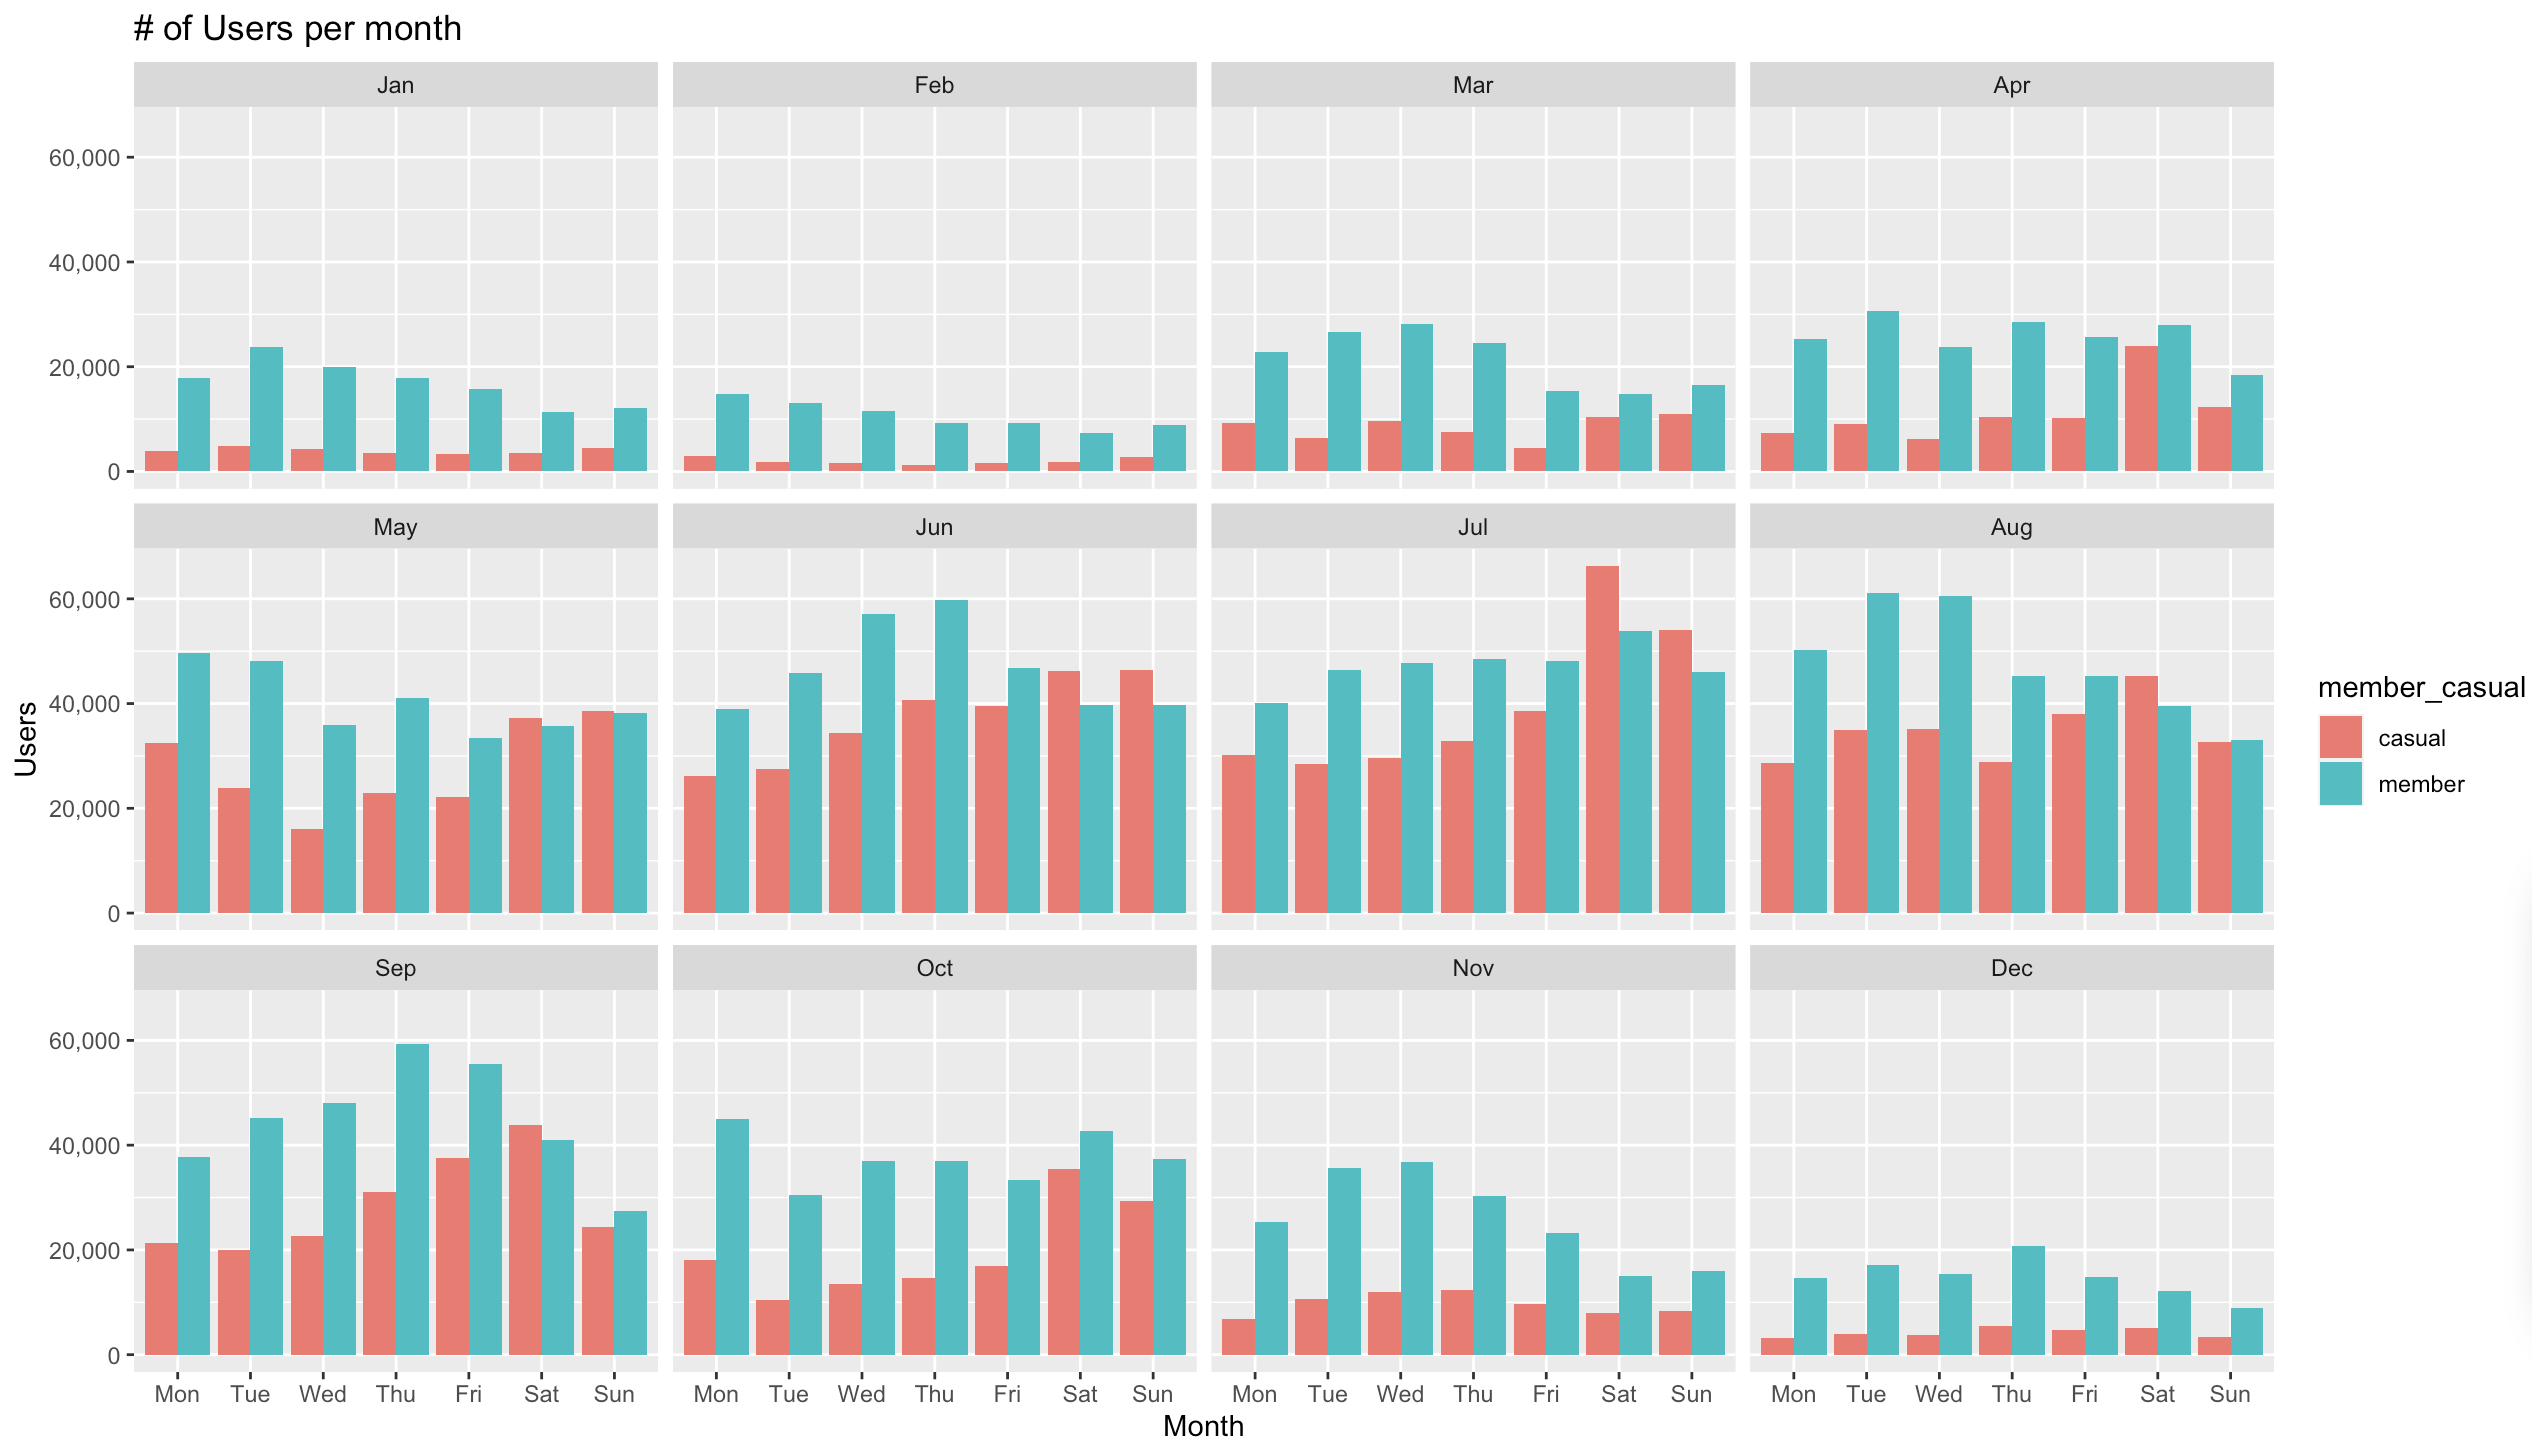 # of Users per month
Jan Feb Mar Apr
60,000
40,000
20,000
0
May Jun Jul Aug
60,000
40,000
20,000
0
Users
member_casual
casual
member
Sep Oct Nov Dec
60,000
40,000
20,000
0
Mon Tue Wed Thu Fri Sat Sun Mon Tue Wed Thu Fri Sat Sun Mon Tue Wed Thu Fri Sat Sun Mon Tue Wed Thu Fri Sat Sun
Month